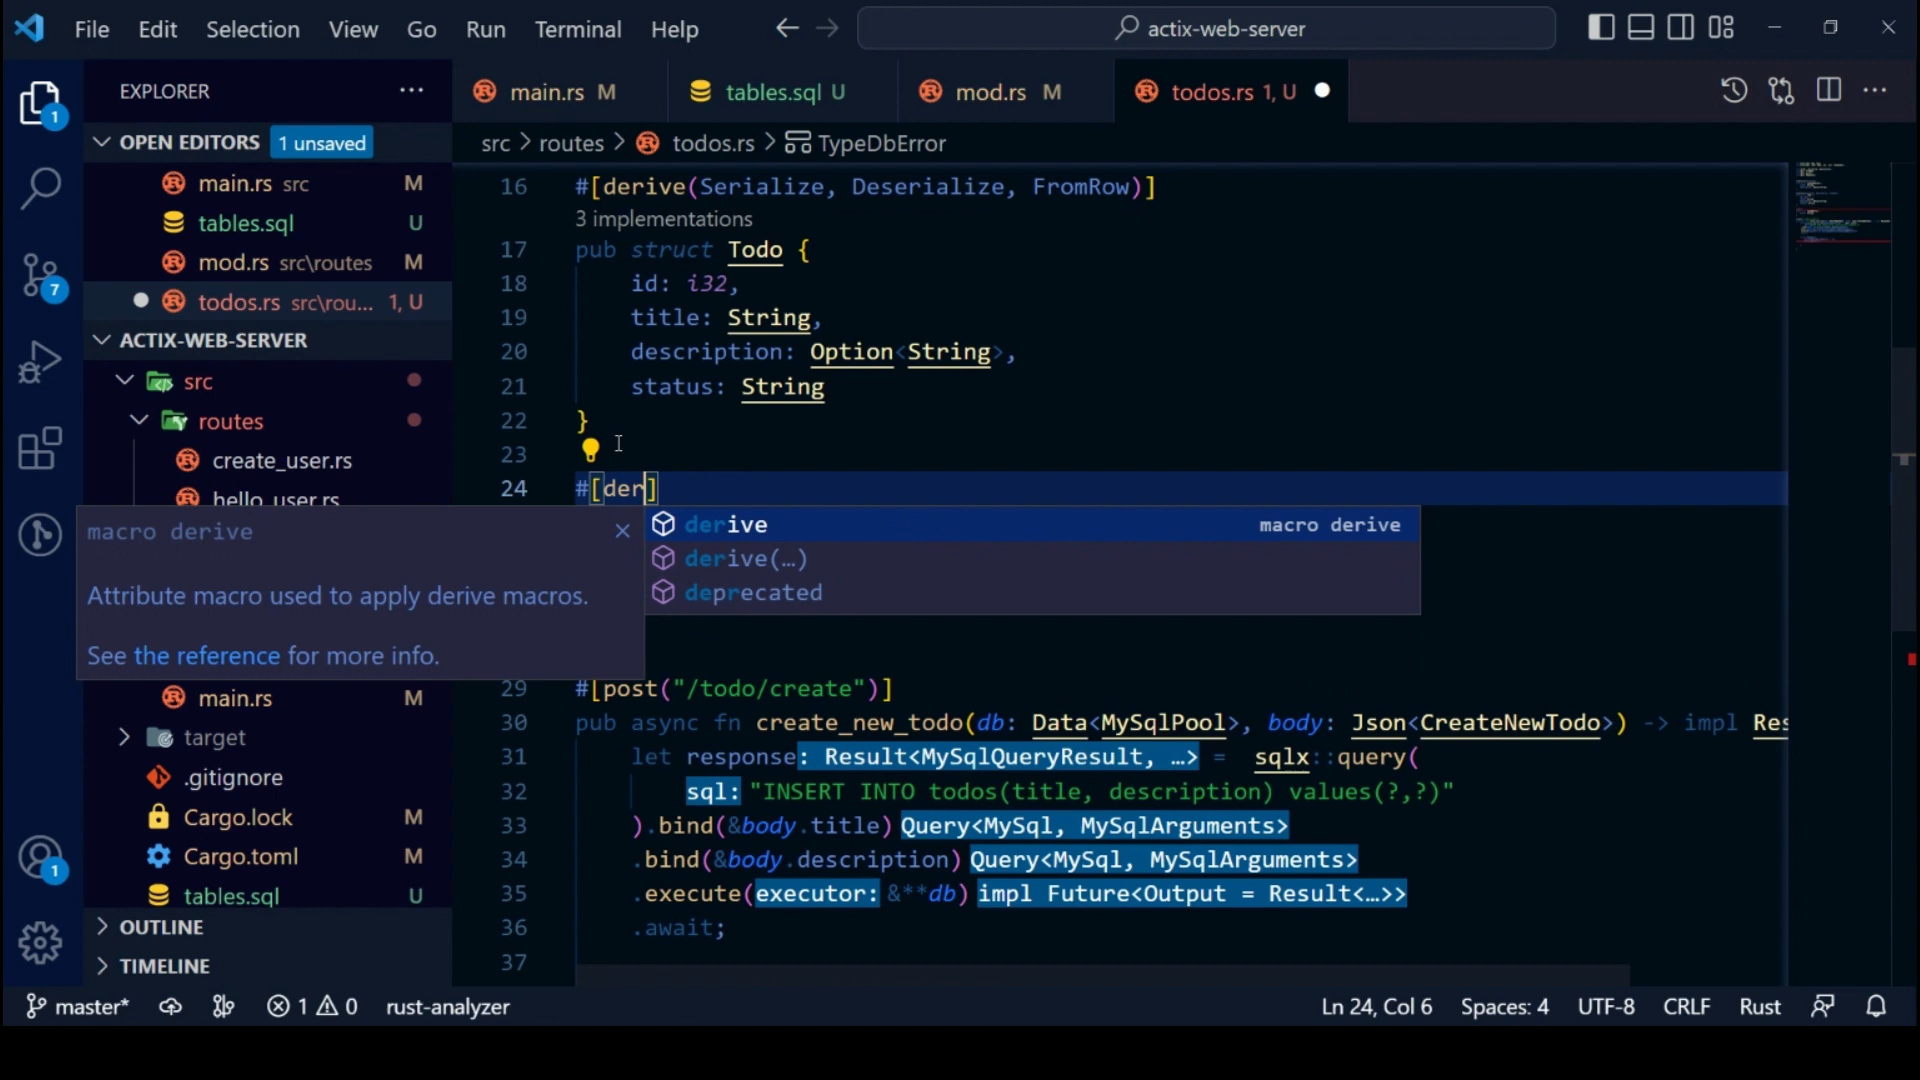 File Edit Selection View Go Run Terminal Help
actix-web-server
EXPLORER
OPEN EDITORS 1 unsaved
main.rs src M
tables.sql U
mod.rs src\routes M
todos.rs src\rou... 1, U
ACTIX-WEB-SERVER
src
routes
create_user.rs
hello_user.rs
main.rs M
target
.gitignore
Cargo.lock M
Cargo.toml M
tables.sql U
OUTLINE
TIMELINE
1
7
1
main.rs M
tables.sql U
mod.rs M
todos.rs 1, U
src > routes > todos.rs > TypeDbError
16 #[derive(Serialize, Deserialize, FromRow)]
3 implementations
17 pub struct Todo {
18 id: i32,
19 title: String,
20 description: Option<String>,
21 status: String
22 }
23
24 #[der]
derive macro derive
derive(…)
deprecated
macro derive
Attribute macro used to apply derive macros.
See the reference for more info.
29 #[post("/todo/create")]
30 pub async fn create_new_todo(db: Data<MySqlPool>, body: Json<CreateNewTodo>) -> impl Res
31 let response: Result<MySqlQueryResult, …> = sqlx::query(
32 sql: "INSERT INTO todos(title, description) values(?,?)"
33 ).bind(&body.title) Query<MySql, MySqlArguments>
34 .bind(&body.description) Query<MySql, MySqlArguments>
35 .execute(executor: &**db) impl Future<Output = Result<…>>
36 .await;
37
master* 1 0 rust-analyzer Ln 24, Col 6 Spaces: 4 UTF-8 CRLF Rust